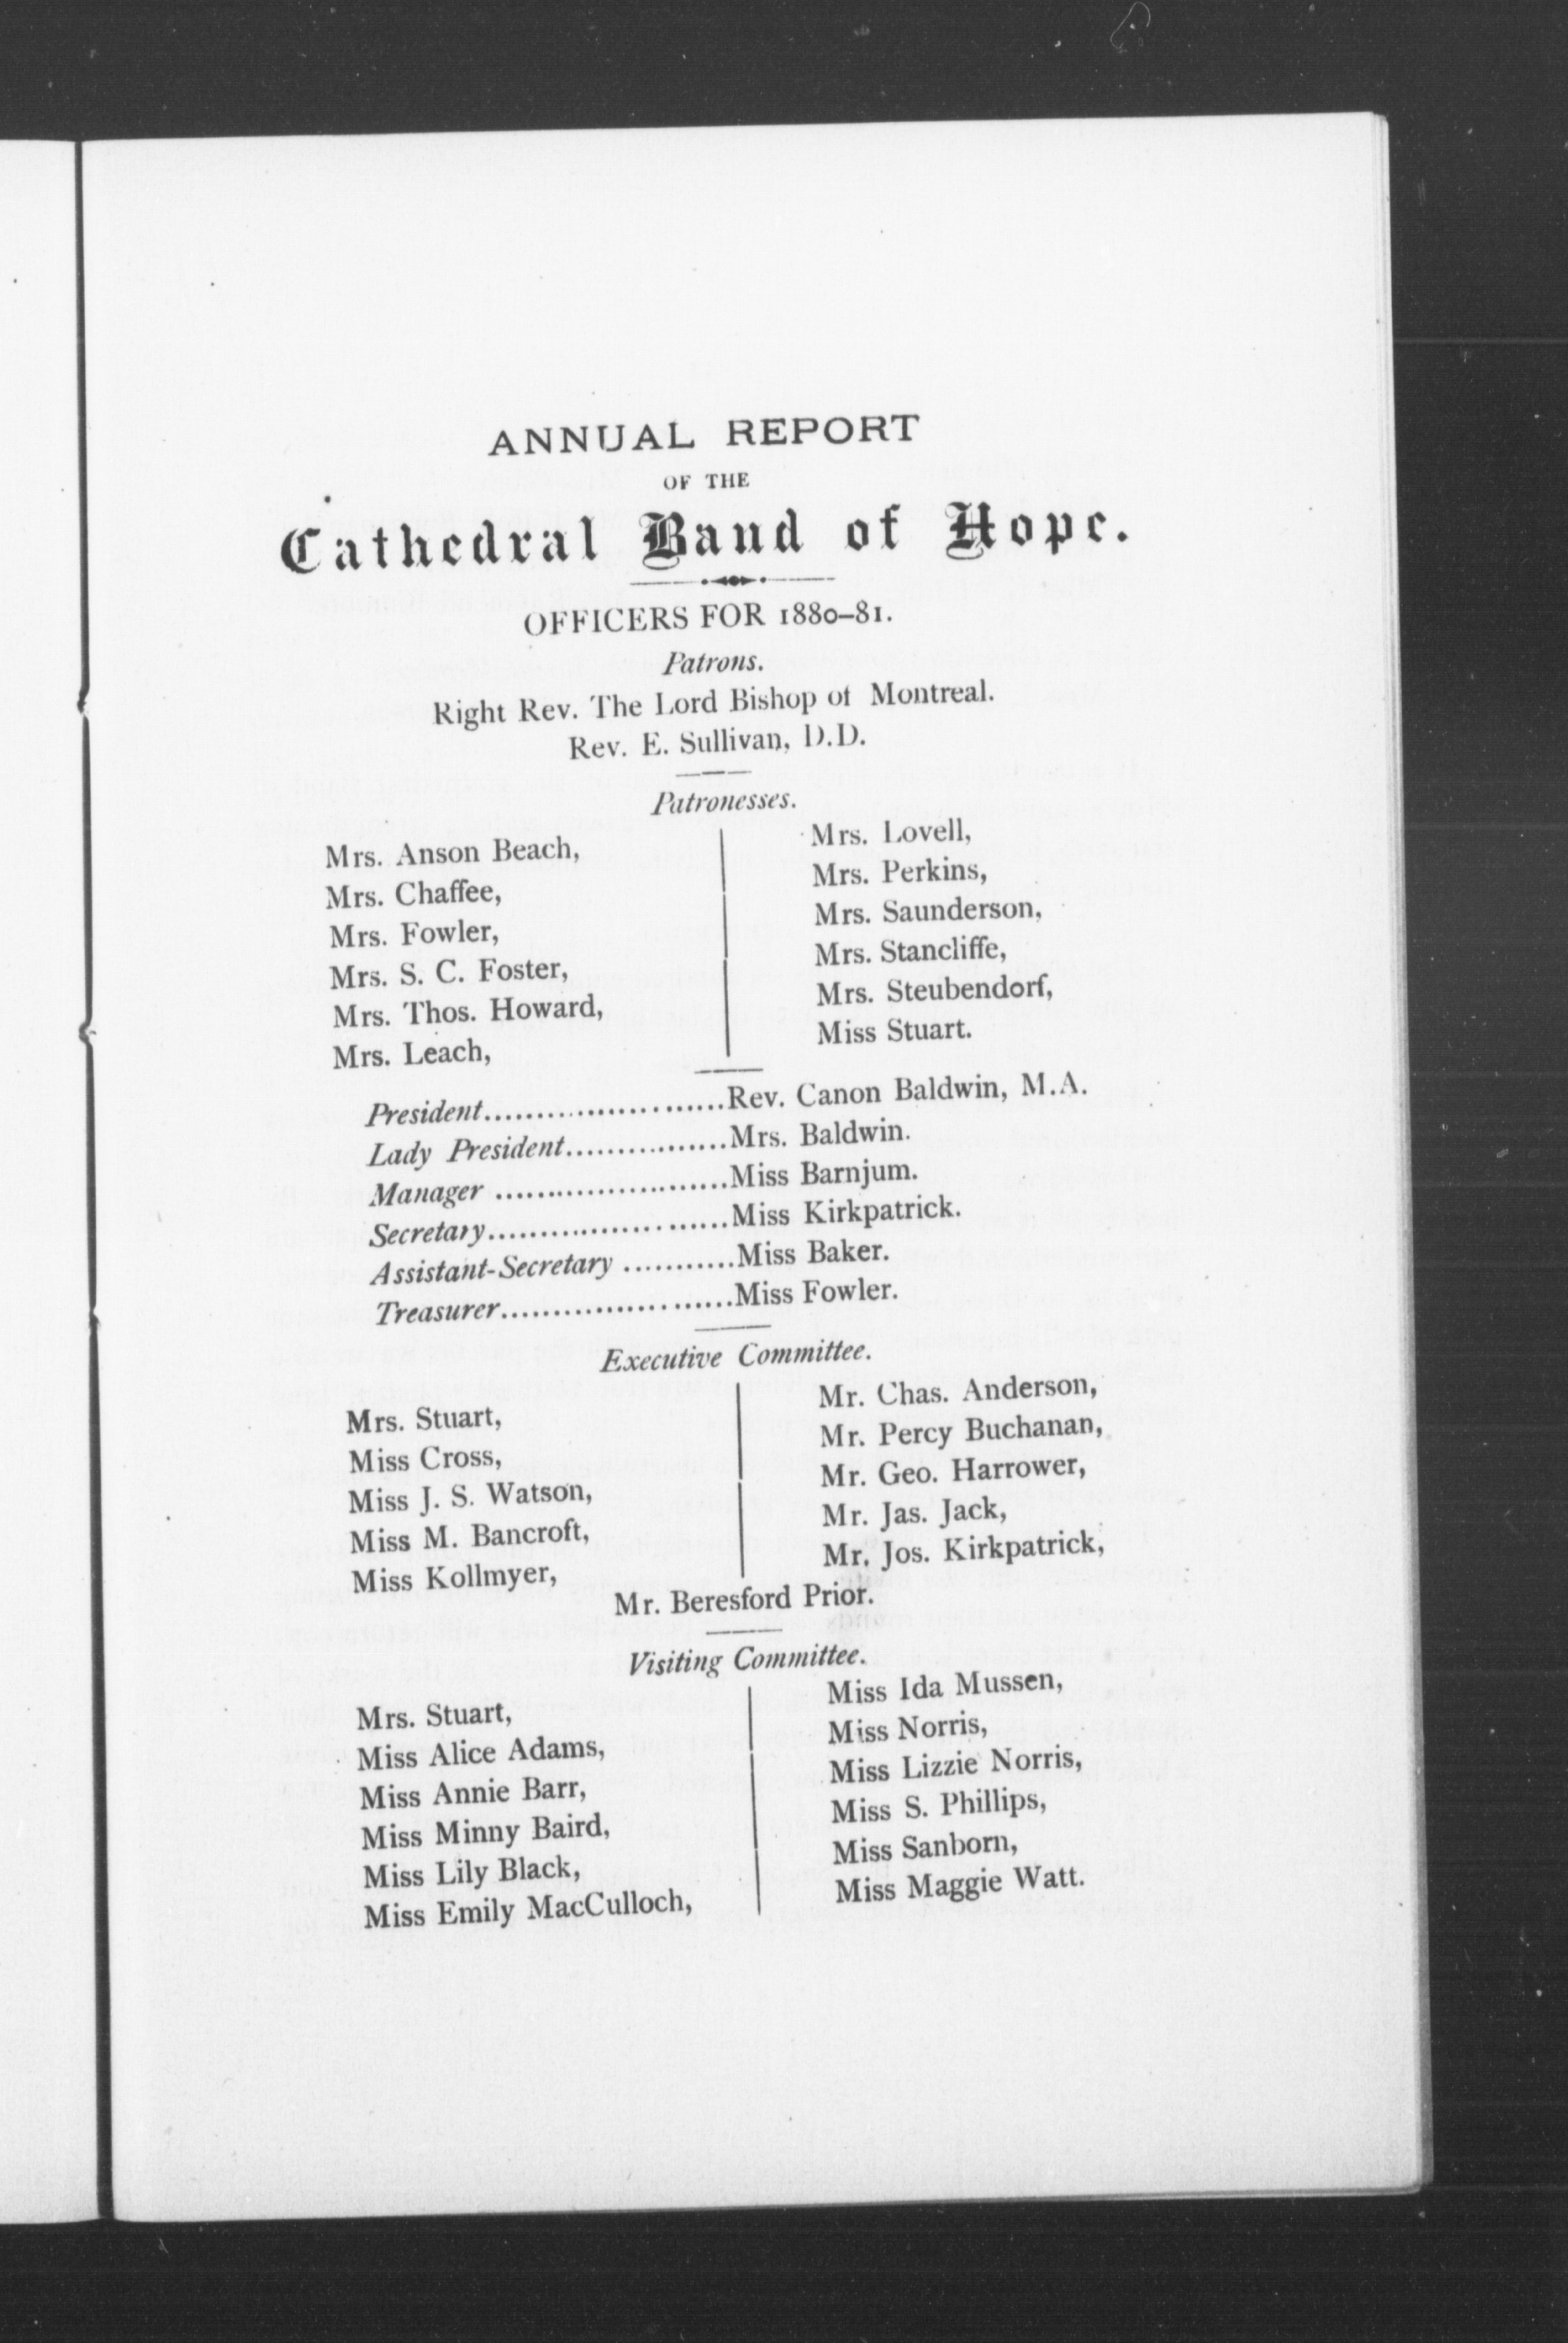 ANNUAL REPORT
OF THE
Cathedral Band of Hope.
OFFICERS FOR 1880–81.
Patrons.
Right Rev. The Lord Bishop of Montreal.
Rev. E. Sullivan, D.D.
Patronesses.
Mrs. Anson Beach,
Mrs. Chaffee,
Mrs. Fowler,
Mrs. S. C. Foster,
Mrs. Thos. Howard,
Mrs. Leach,
Mrs. Lovell,
Mrs. Perkins,
Mrs. Saunderson,
Mrs. Stancliffe,
Mrs. Steubendorf,
Miss Stuart.
President........................Rev. Canon Baldwin, M.A.
Lady President................Mrs. Baldwin.
Manager .......................Miss Barnjum.
Secretary........................Miss Kirkpatrick.
Assistant-Secretary ...........Miss Baker.
Treasurer.......................Miss Fowler.
Executive Committee.
Mrs. Stuart,
Miss Cross,
Miss J. S. Watson,
Miss M. Bancroft,
Miss Kollmyer,
Mr. Chas. Anderson,
Mr. Percy Buchanan,
Mr. Geo. Harrower,
Mr. Jas. Jack,
Mr. Jos. Kirkpatrick,
Mr. Beresford Prior.
Visiting Committee.
Mrs. Stuart,
Miss Alice Adams,
Miss Annie Barr,
Miss Minny Baird,
Miss Lily Black,
Miss Emily MacCulloch,
Miss Ida Mussen,
Miss Norris,
Miss Lizzie Norris,
Miss S. Phillips,
Miss Sanborn,
Miss Maggie Watt.